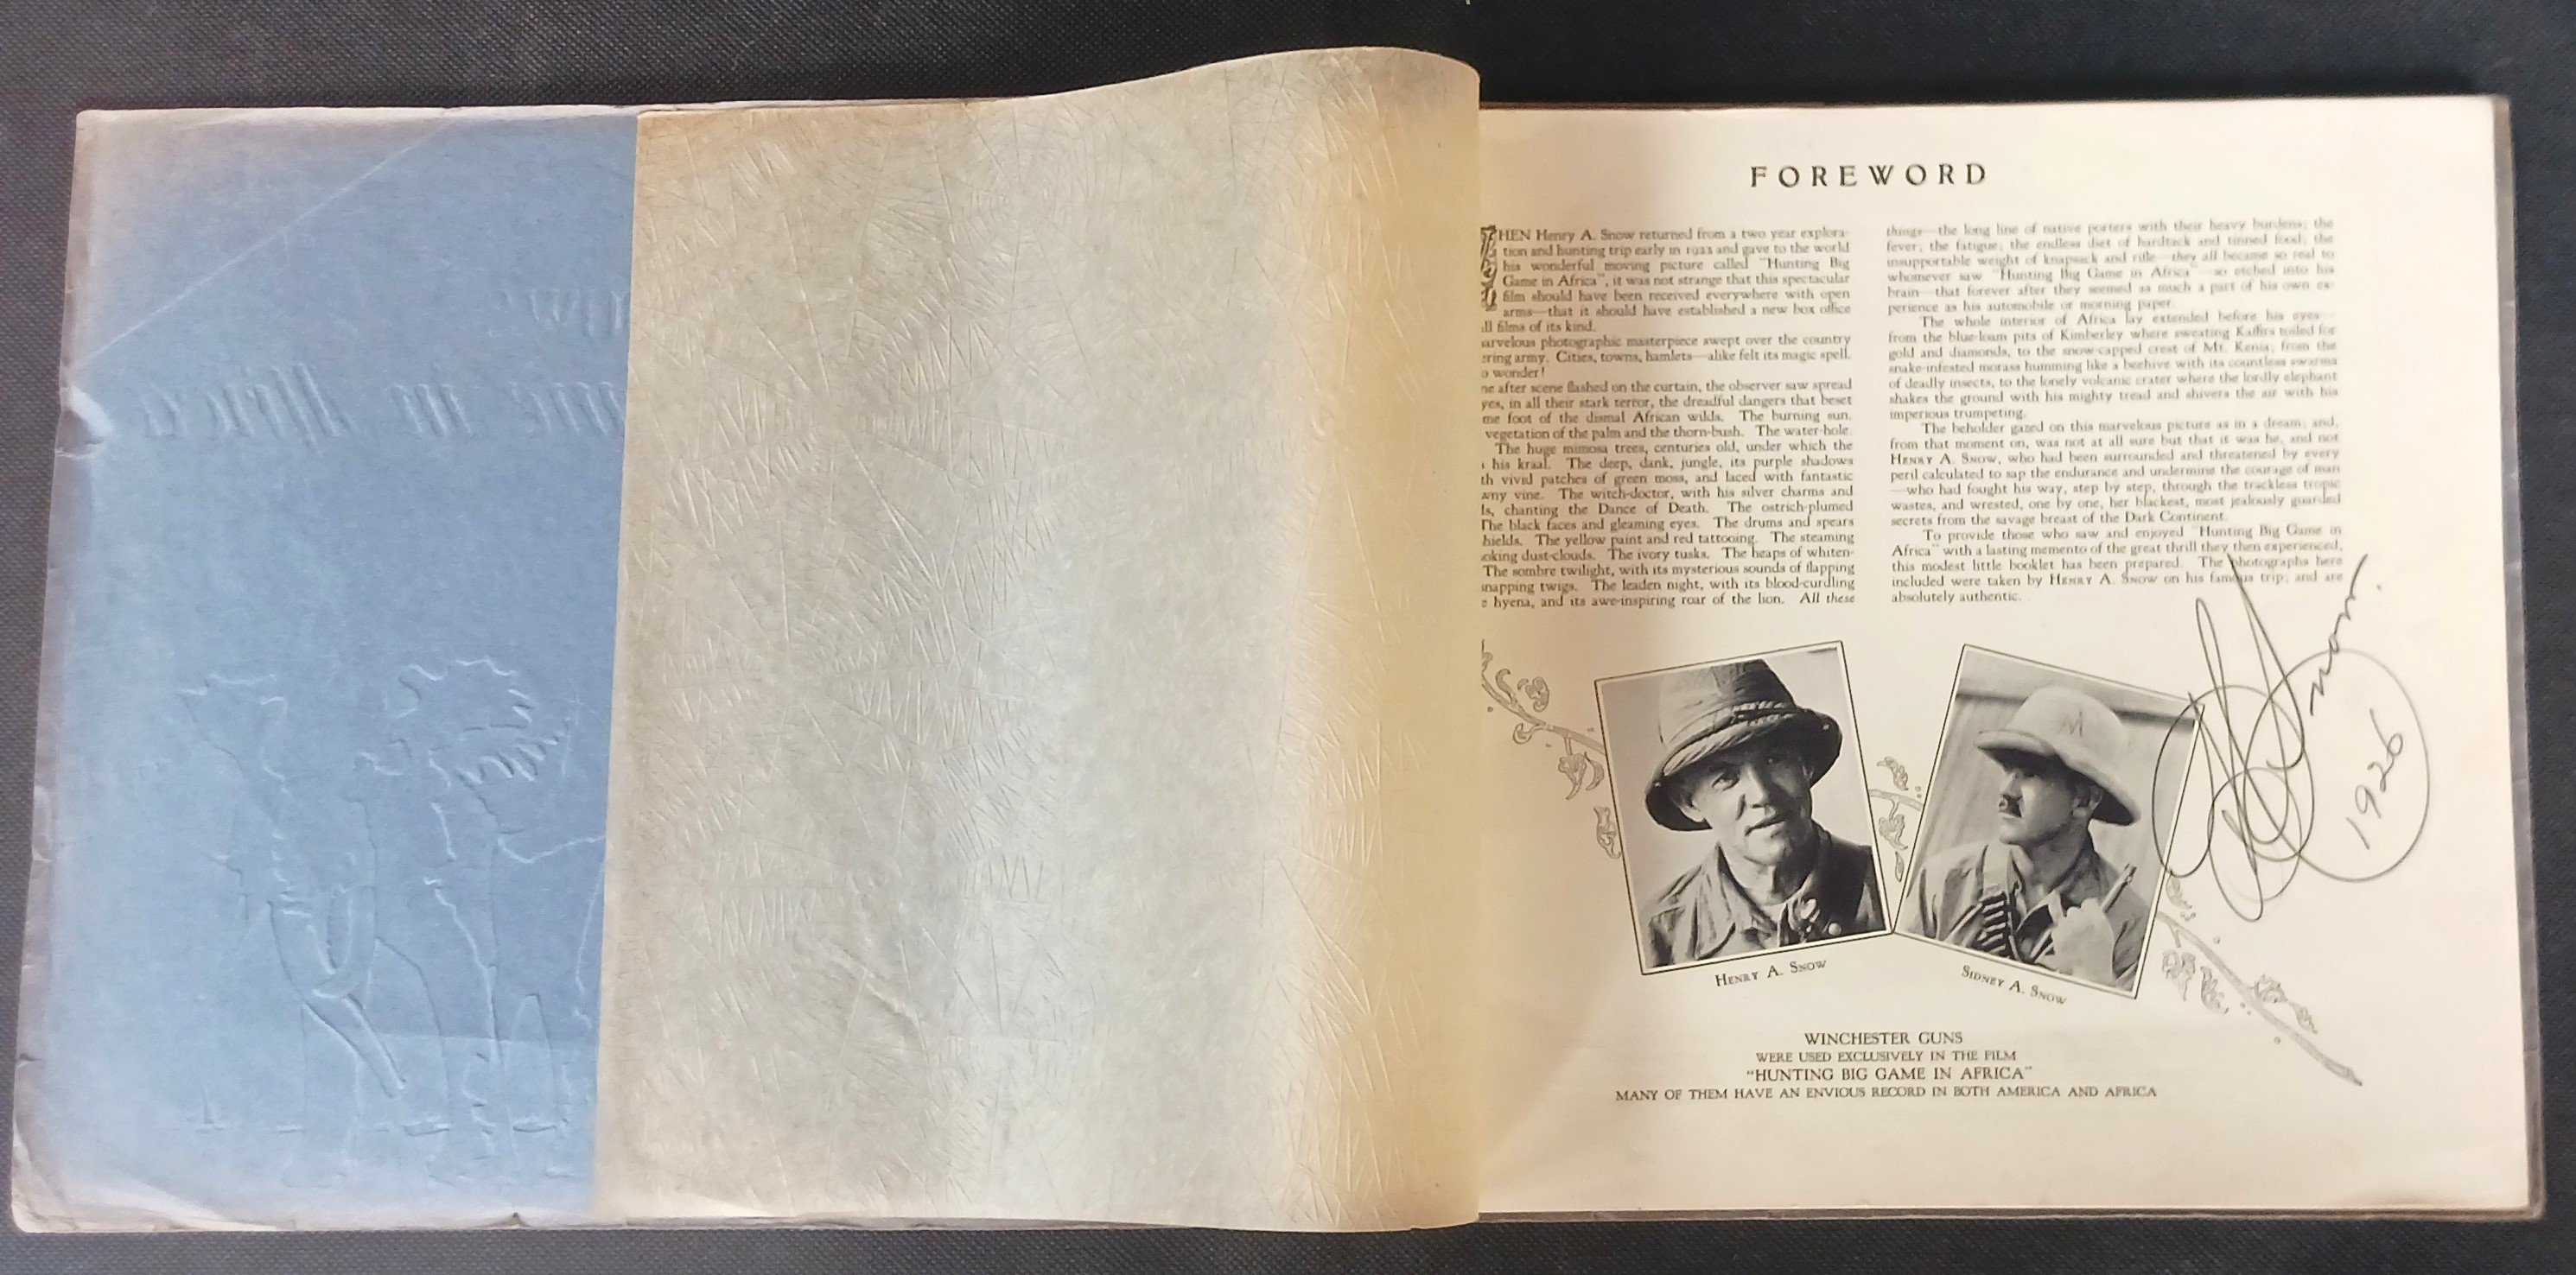 FOREWORD
HEN Henry A. Snow returned from a two year explora-
tion and hunting trip early in 1922 and gave to the world
his wonderful moving picture called "Hunting Big
Game in Africa", it was not strange that this spectacular
film should have been received everywhere with open
arms—that it should have established a new box office
all films of its kind.
arvelous photographic masterpiece swept over the country
ering army. Cities, towns, hamlets—alike felt its magic spell.
o wonder!
ne after scene flashed on the curtain, the observer saw spread
yes, in all their stark terror, the dreadful dangers that beset
me foot of the dismal African wilds. The burning sun.
vegetation of the palm and the thorn-bush. The water-hole.
The huge mimosa trees, centuries old, under which the
his kraal. The deep, dank, jungle, its purple shadows
th vivid patches of green moss, and laced with fantastic
wny vine. The witch-doctor, with his silver charms and
ls, chanting the Dance of Death. The ostrich-plumed
The black faces and gleaming eyes. The drums and spears
hields. The yellow paint and red tattooing. The steaming
oking dust-clouds. The ivory tusks. The heaps of whiten-
The sombre twilight, with its mysterious sounds of flapping
snapping twigs. The leaden night, with its blood-curdling
e hyena, and its awe-inspiring roar of the lion. All these
things—the long line of native porters with their heavy burdens; the
fever; the fatigue; the endless diet of hardtack and tinned food; the
insupportable weight of knapsack and rifle—they all became so real to
whomever saw "Hunting Big Game in Africa"—so etched into his
brain—that forever after they seemed as much a part of his own ex-
perience as his automobile or morning paper.
The whole interior of Africa lay extended before his eyes—
from the blue-loam pits of Kimberley where sweating Kaffirs toiled for
gold and diamonds, to the snow-capped crest of Mt. Kenia; from the
snake-infested morass humming like a beehive with its countless swarms
of deadly insects, to the lonely volcanic crater where the lordly elephant
shakes the ground with his mighty tread and shivers the air with his
imperious trumpeting.
The beholder gazed on this marvelous picture as in a dream; and,
from that moment on, was not at all sure but that it was he, and not
HENRY A. SNOW, who had been surrounded and threatened by every
peril calculated to sap the endurance and undermine the courage of man
—who had fought his way, step by step, through the trackless tropic
wastes, and wrested, one by one, her blackest, most jealously guarded
secrets from the savage breast of the Dark Continent.
To provide those who saw and enjoyed "Hunting Big Game in
Africa" with a lasting memento of the great thrill they then experienced,
this modest little booklet has been prepared. The photographs here
included were taken by HENRY A. SNOW on his famous trip; and are
absolutely authentic.
Snow.
1926
HENRY A. SNOW
SIDNEY A. SNOW
WINCHESTER GUNS
WERE USED EXCLUSIVELY IN THE FILM
"HUNTING BIG GAME IN AFRICA"
MANY OF THEM HAVE AN ENVIOUS RECORD IN BOTH AMERICA AND AFRICA